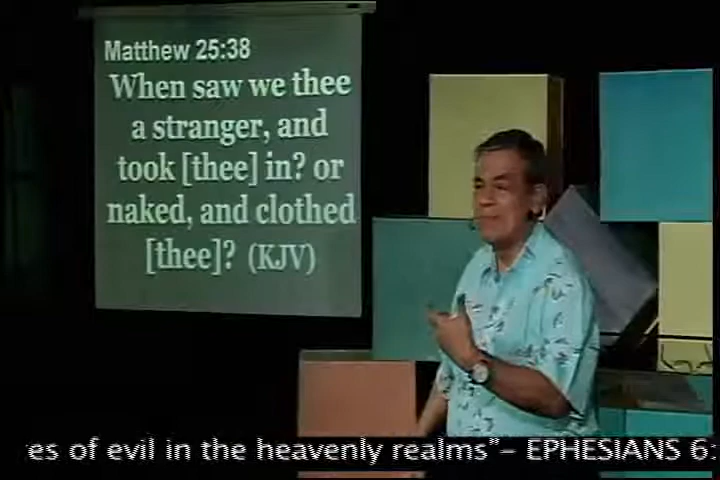 Matthew 25:38
When saw we thee
a stranger, and
took [thee] in? or
naked, and clothed
[thee]? (KJV)
es of evil in the heavenly realms"– EPHESIANS 6: